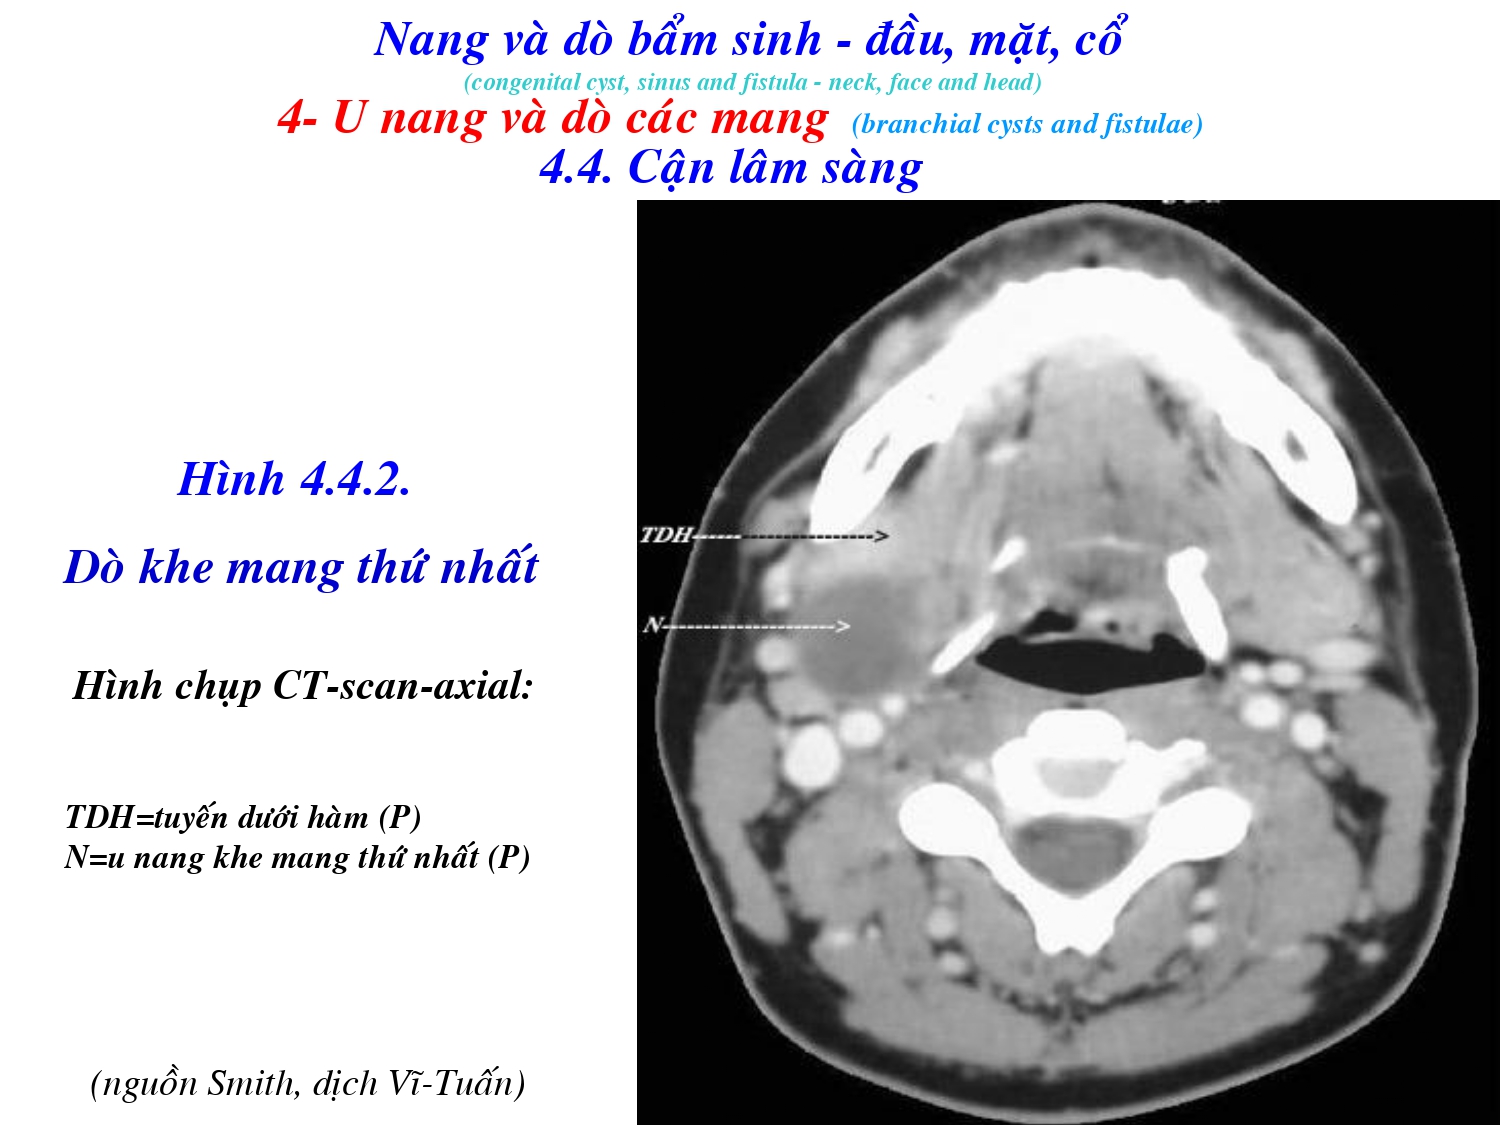 Nang và dò bẩm sinh - đầu, mặt, cổ
(congenital cyst, sinus and fistula - neck, face and head)
4- U nang và dò các mang (branchial cysts and fistulae)
4.4. Cận lâm sàng
Hình 4.4.2.
Dò khe mang thứ nhất
Hình chụp CT-scan-axial:
TDH=tuyến dưới hàm (P)
N=u nang khe mang thứ nhất (P)
(nguồn Smith, dịch Vĩ-Tuấn)
TDH--------------------->
N--------------------->